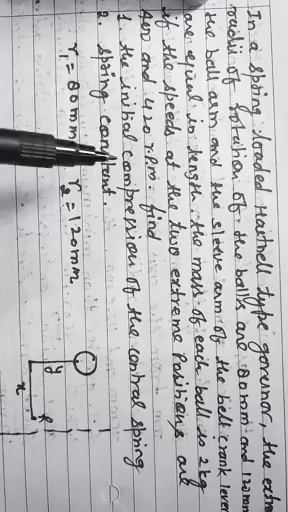 In a spring loaded Hartnell type governor, the extre
radii of rotation of the balls are 80mm and 120mm
the ball arm and the sleeve arm of the bell crank lever
are equal in length. the mass of each ball is 2kg
if the speeds at the two extreme positions are
400 and 420 r.p.m. find
1. the initial compression of the central spring
2. spring constant.
r₁ = 80mm r₂ = 120mm.
y
x